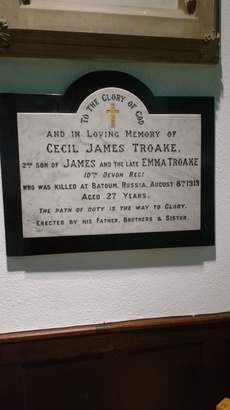 TO THE GLORY OF GOD
AND IN LOVING MEMORY OF
CECIL JAMES TROAKE,
2ND SON OF JAMES AND THE LATE EMMA TROAKE
10TH DEVON REGT
WHO WAS KILLED AT BATOUM, RUSSIA, AUGUST 8TH 1919
AGED 27 YEARS.
THE PATH OF DUTY IS THE WAY TO GLORY.
ERECTED BY HIS FATHER, BROTHERS & SISTER.